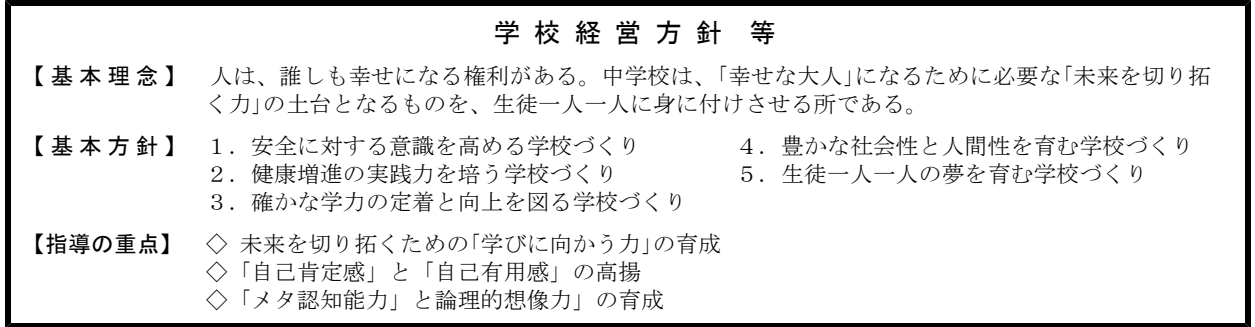 学校経営方針 等
【基本理念】 人は、誰しも幸せになる権利がある。中学校は、｢幸せな大人｣になるために必要な｢未来を切り拓
く力｣の土台となるものを、生徒一人一人に身に付けさせる所である。
【基本方針】 １．安全に対する意識を高める学校づくり ４．豊かな社会性と人間性を育む学校づくり
２．健康増進の実践力を培う学校づくり ５．生徒一人一人の夢を育む学校づくり
３．確かな学力の定着と向上を図る学校づくり
【指導の重点】 ◇ 未来を切り拓くための｢学びに向かう力｣の育成
◇「自己肯定感」と「自己有用感」の高揚
◇「メタ認知能力」と論理的想像力」の育成